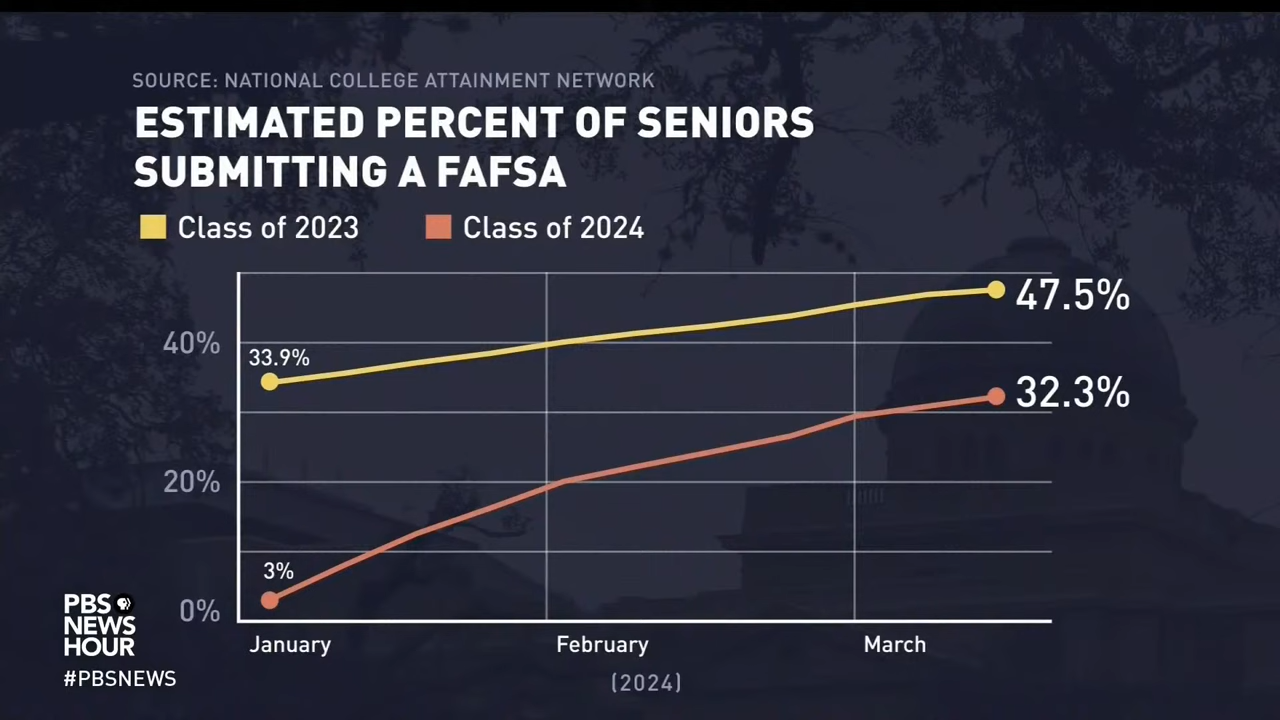 SOURCE: NATIONAL COLLEGE ATTAINMENT NETWORK
ESTIMATED PERCENT OF SENIORS
SUBMITTING A FAFSA
Class of 2023
Class of 2024
47.5%
40%
33.9%
32.3%
20%
3%
0%
January
February
March
(2024)
PBS
NEWS
HOUR
#PBSNEWS